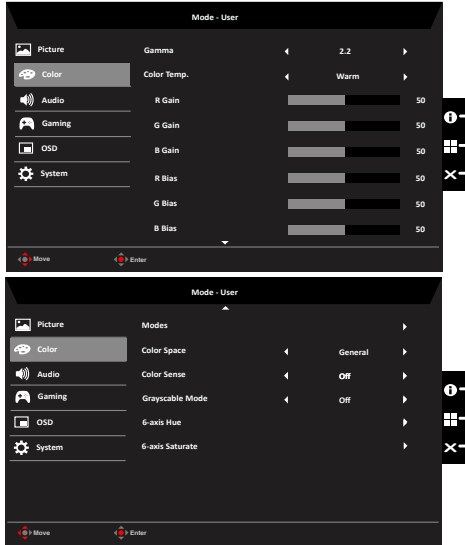 Mode - User
Picture Gamma 2.2
Color Color Temp. Warm
Audio R Gain 50
Gaming G Gain 50
OSD B Gain 50
System R Bias 50
G Bias 50
B Bias 50
Move Enter
Mode - User
Picture Modes
Color Color Space General
Audio Color Sense Off
Gaming Grayscable Mode Off
OSD 6-axis Hue
System 6-axis Saturate
Move Enter